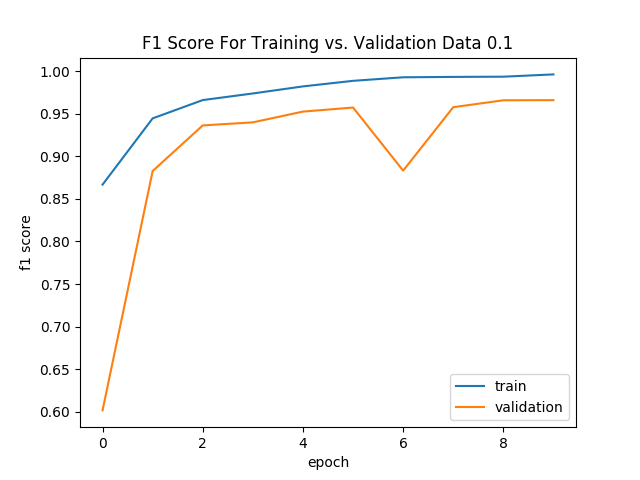 F1 Score For Training vs. Validation Data 0.1
1.00
0.95
0.90
0.85
0.80
0.75
0.70
0.65
0.60
f1 score
0 2 4 6 8
epoch
train
validation